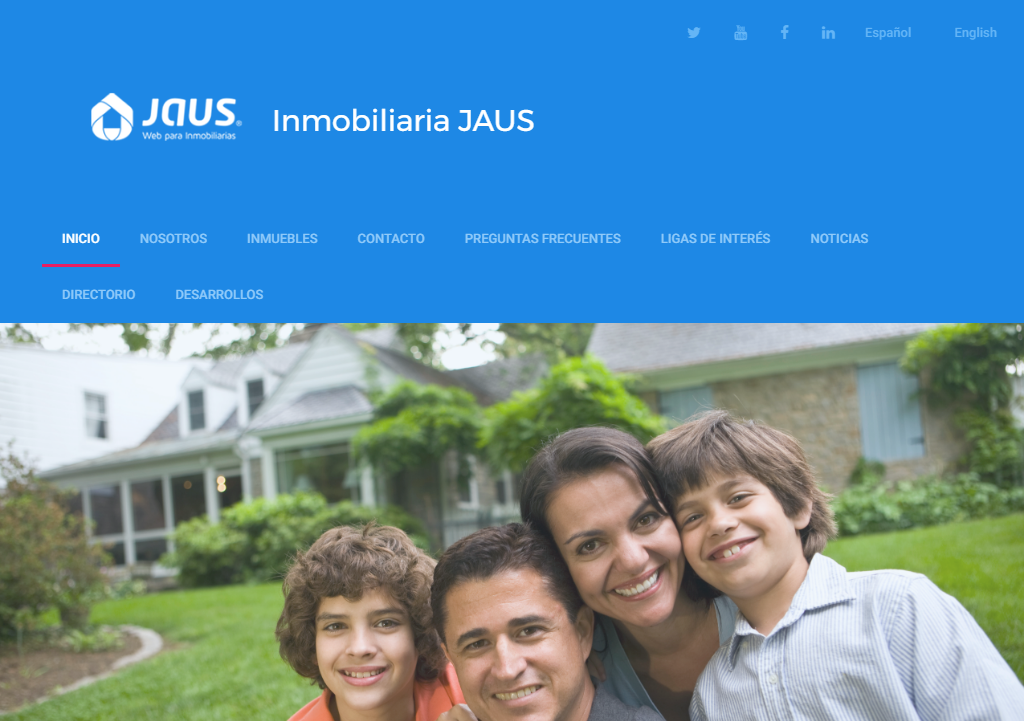 Español English
JAUS®
Web para Inmobiliarias
Inmobiliaria JAUS
INICIO NOSOTROS INMUEBLES CONTACTO PREGUNTAS FRECUENTES LIGAS DE INTERÉS NOTICIAS
DIRECTORIO DESARROLLOS